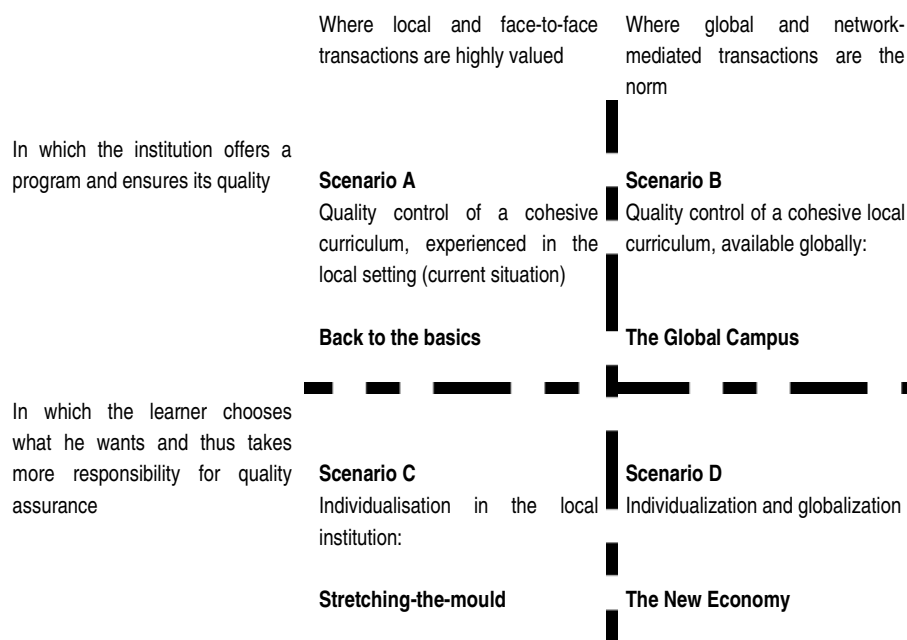 Where local and face-to-face
transactions are highly valued
Where global and network-
mediated transactions are the
norm
In which the institution offers a
program and ensures its quality
Scenario A
Quality control of a cohesive
curriculum, experienced in the
local setting (current situation)
Back to the basics
Scenario B
Quality control of a cohesive local
curriculum, available globally:
The Global Campus
In which the learner chooses
what he wants and thus takes
more responsibility for quality
assurance
Scenario C
Individualisation in the local
institution:
Stretching-the-mould
Scenario D
Individualization and globalization
The New Economy